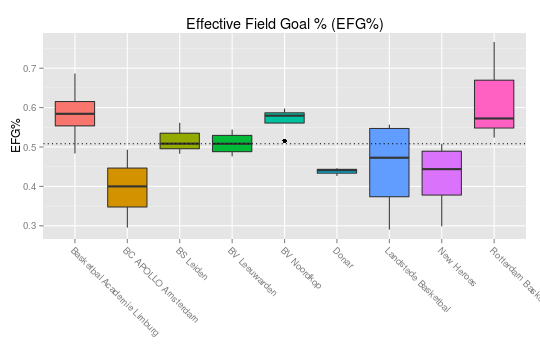 Effective Field Goal % (EFG%)
EFG%
0.7
0.6
0.5
0.4
0.3
Basketbal Academie Limburg
BC APOLLO Amsterdam
BS Leiden
BV Leeuwarden
BV Noordkop
Donar
Landstede Basketbal
New Heroes
Rotterdam